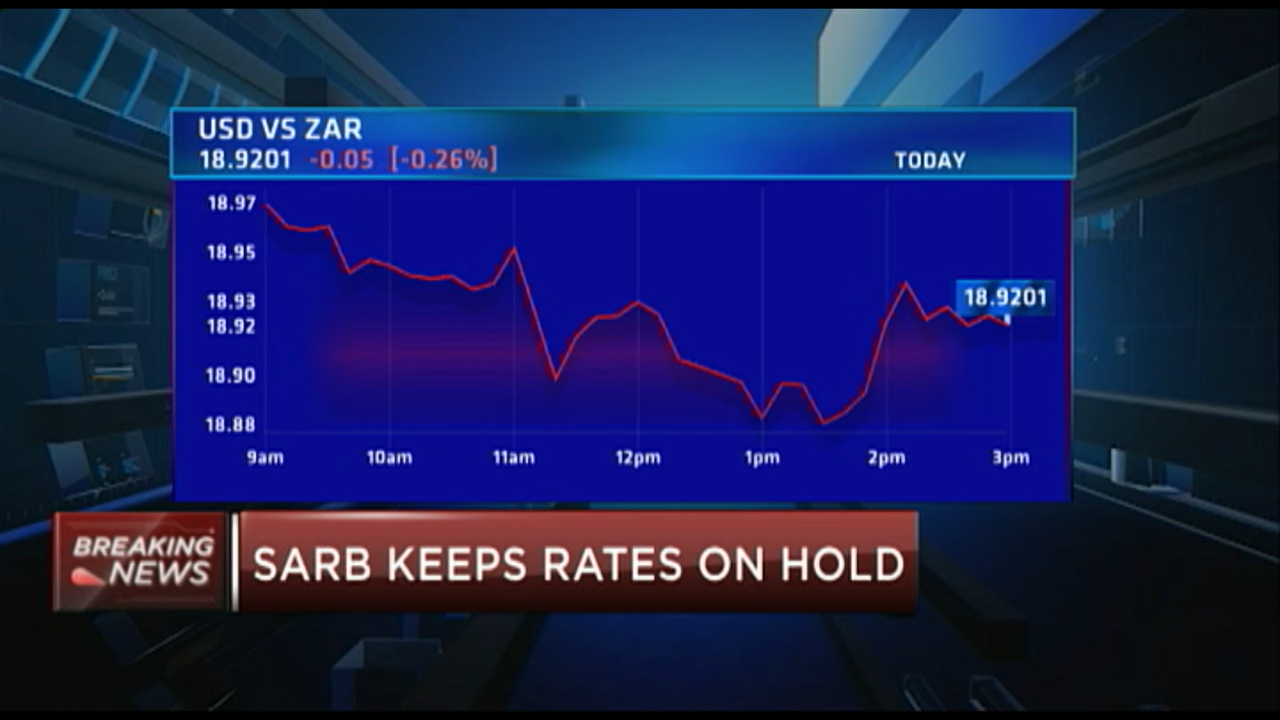 USD VS ZAR
18.9201 -0.05 [-0.26%]
TODAY
18.97
18.95
18.93
18.92
18.90
18.88
18.9201
9am 10am 11am 12pm 1pm 2pm 3pm
BREAKING
NEWS
SARB KEEPS RATES ON HOLD